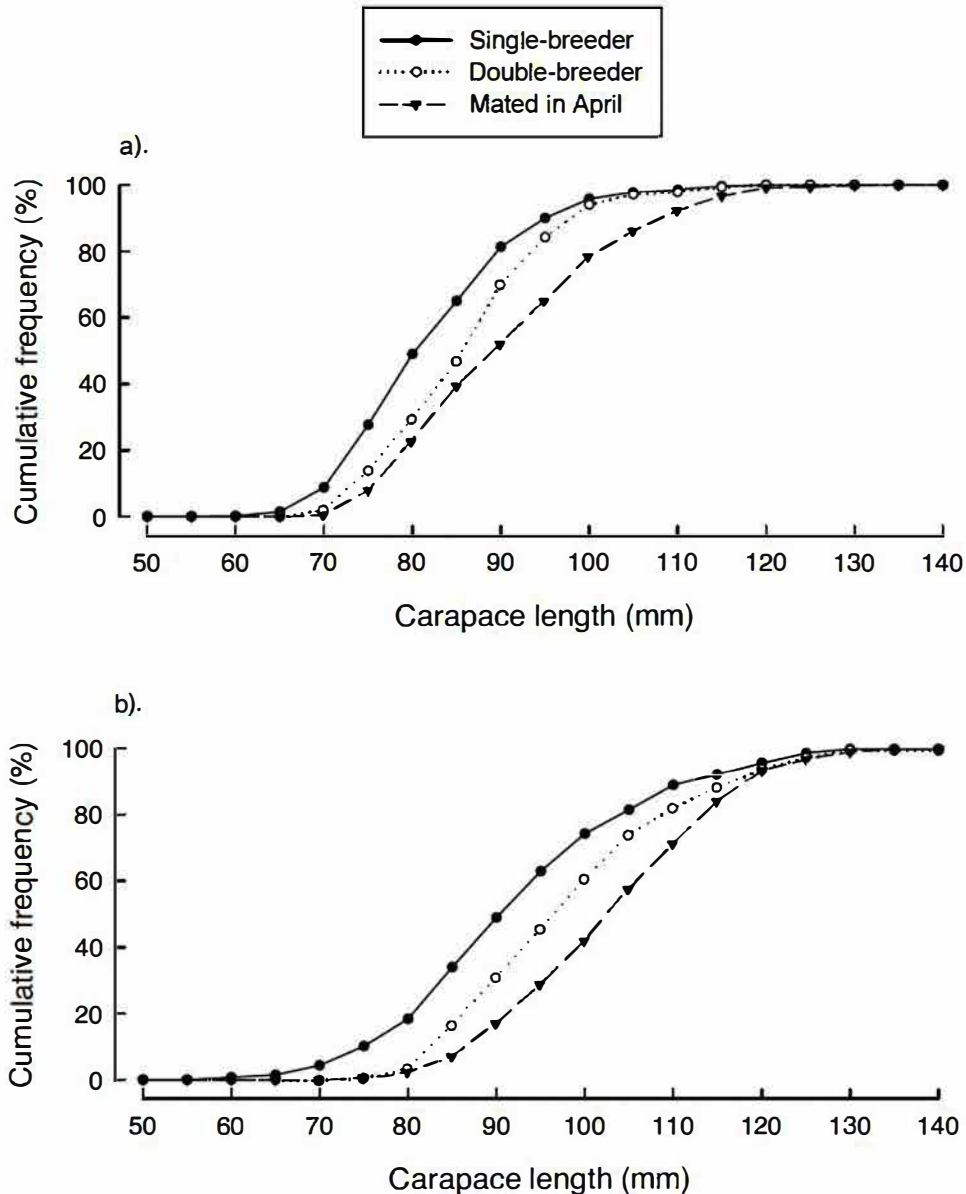 Single-breeder
Double-breeder
Mated in April
a).
Cumulative frequency (%)
100
80
60
40
20
0
50 60 70 80 90 100 110 120 130 140
Carapace length (mm)
b).
Cumulative frequency (%)
100
80
60
40
20
0
50 60 70 80 90 100 110 120 130 140
Carapace length (mm)